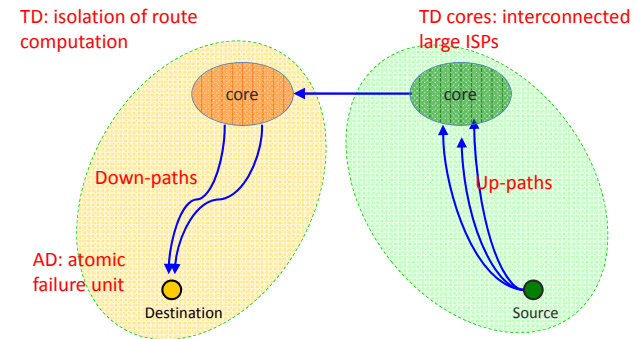 TD: isolation of route
computation
TD cores: interconnected
large ISPs
core
core
Down-paths
Up-paths
AD: atomic
failure unit
Destination
Source